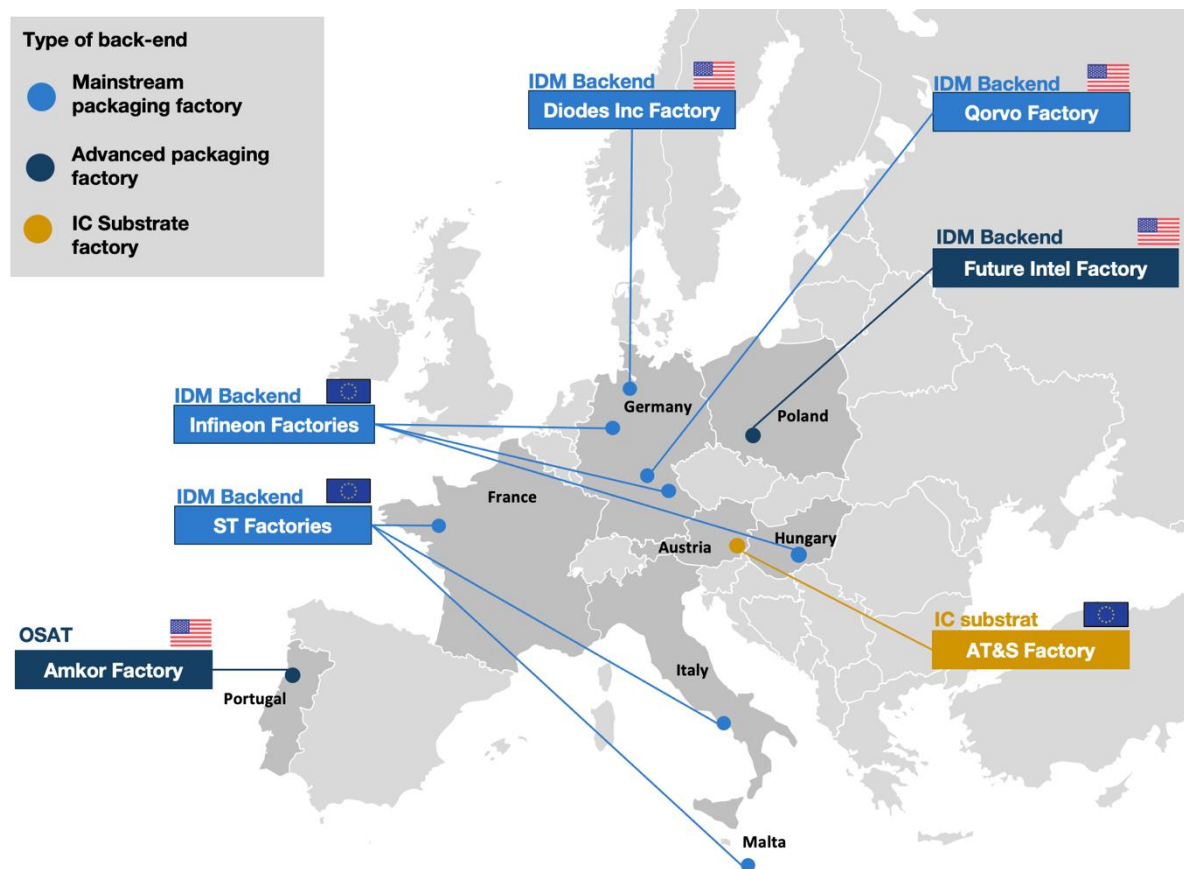 Type of back-end
Mainstream
packaging factory
Advanced packaging
factory
IC Substrate
factory
IDM Backend
Diodes Inc Factory
IDM Backend
Qorvo Factory
IDM Backend
Future Intel Factory
IDM Backend
Infineon Factories
Germany
Poland
IDM Backend
ST Factories
France
Austria
Hungary
IC substrat
AT&S Factory
OSAT
Amkor Factory
Portugal
Italy
Malta